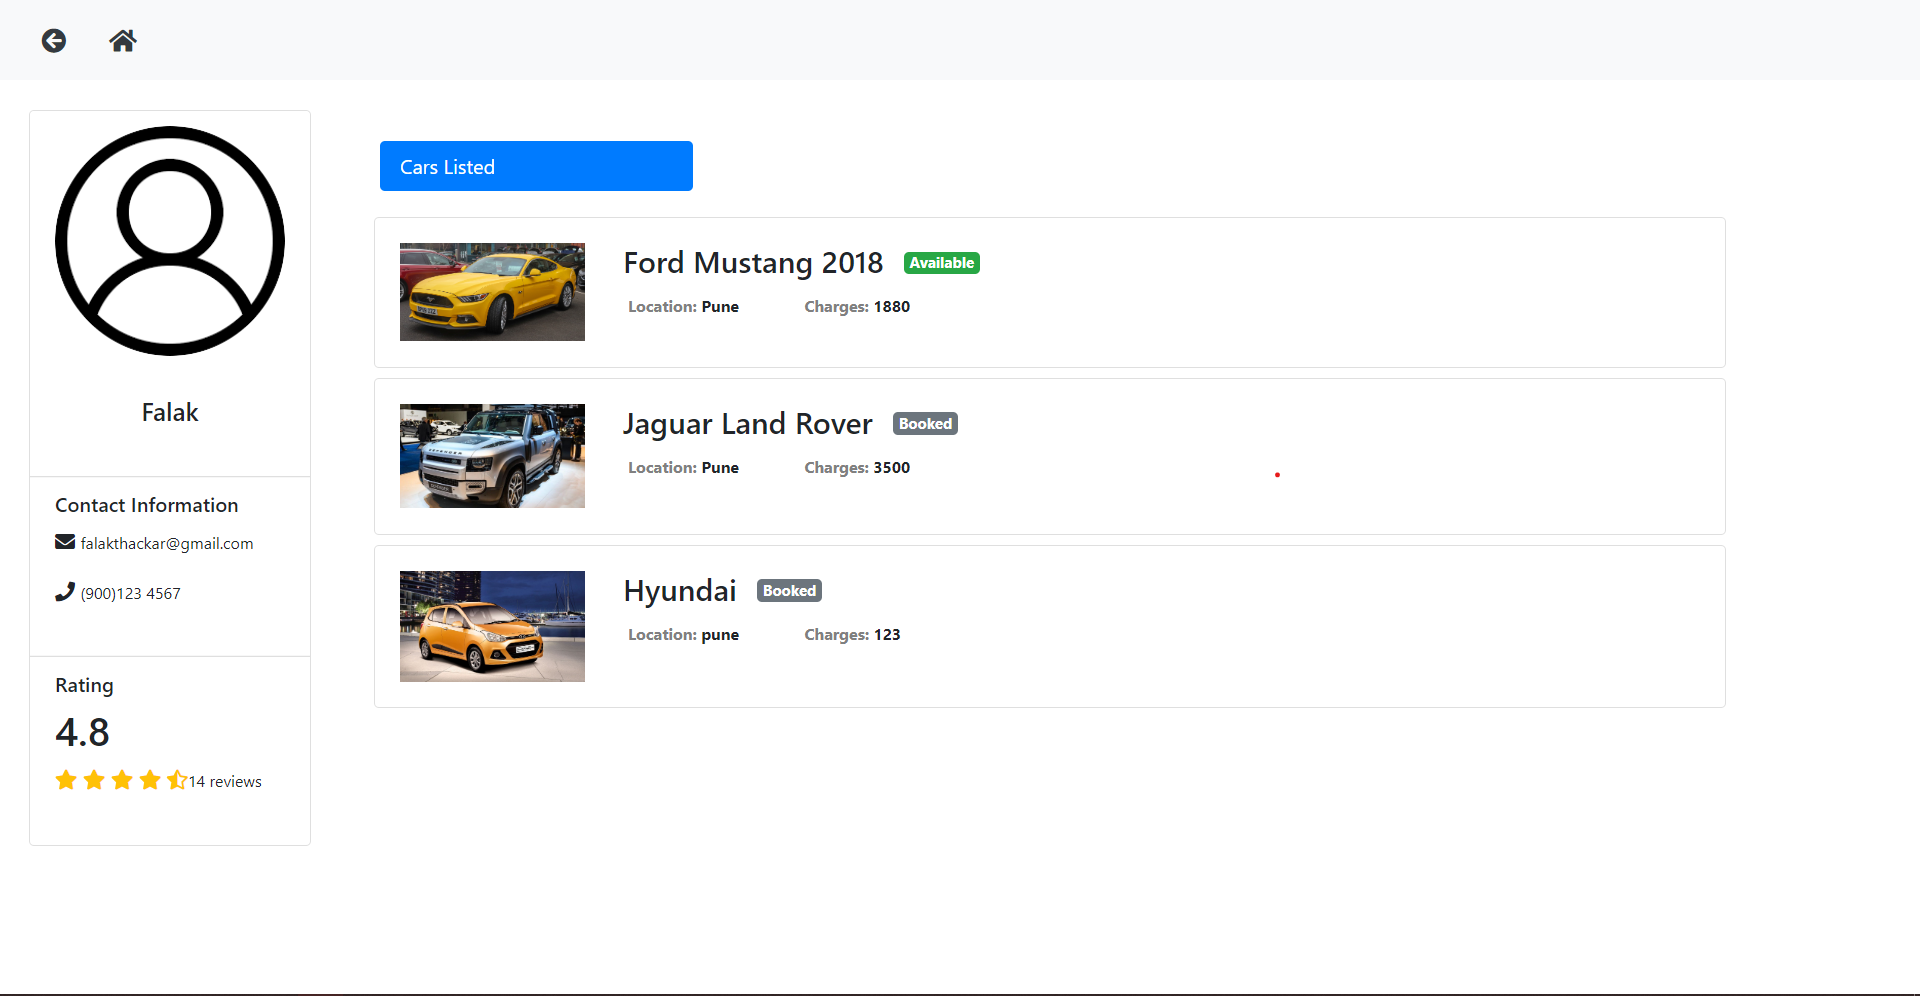 Falak
Contact Information
falakthackar@gmail.com
(900)123 4567
Rating
4.8
14 reviews
Cars Listed
Ford Mustang 2018 Available
Location: Pune Charges: 1880
Jaguar Land Rover Booked
Location: Pune Charges: 3500
Hyundai Booked
Location: pune Charges: 123